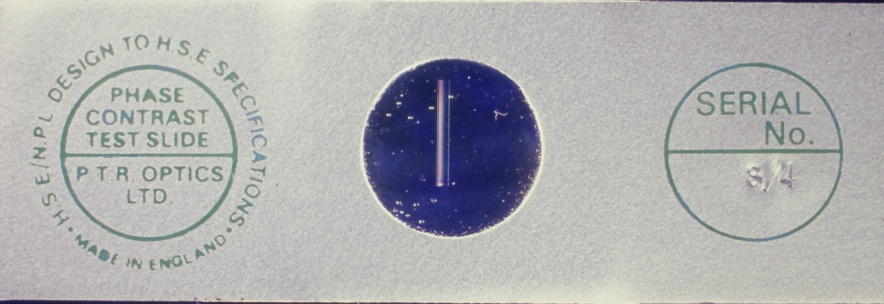 H.S.E/N.P.L DESIGN TO H.S.E SPECIFICATIONS
PHASE
CONTRAST
TEST SLIDE
P.T.R OPTICS
LTD.
• MADE IN ENGLAND •
SERIAL
No.
S/4